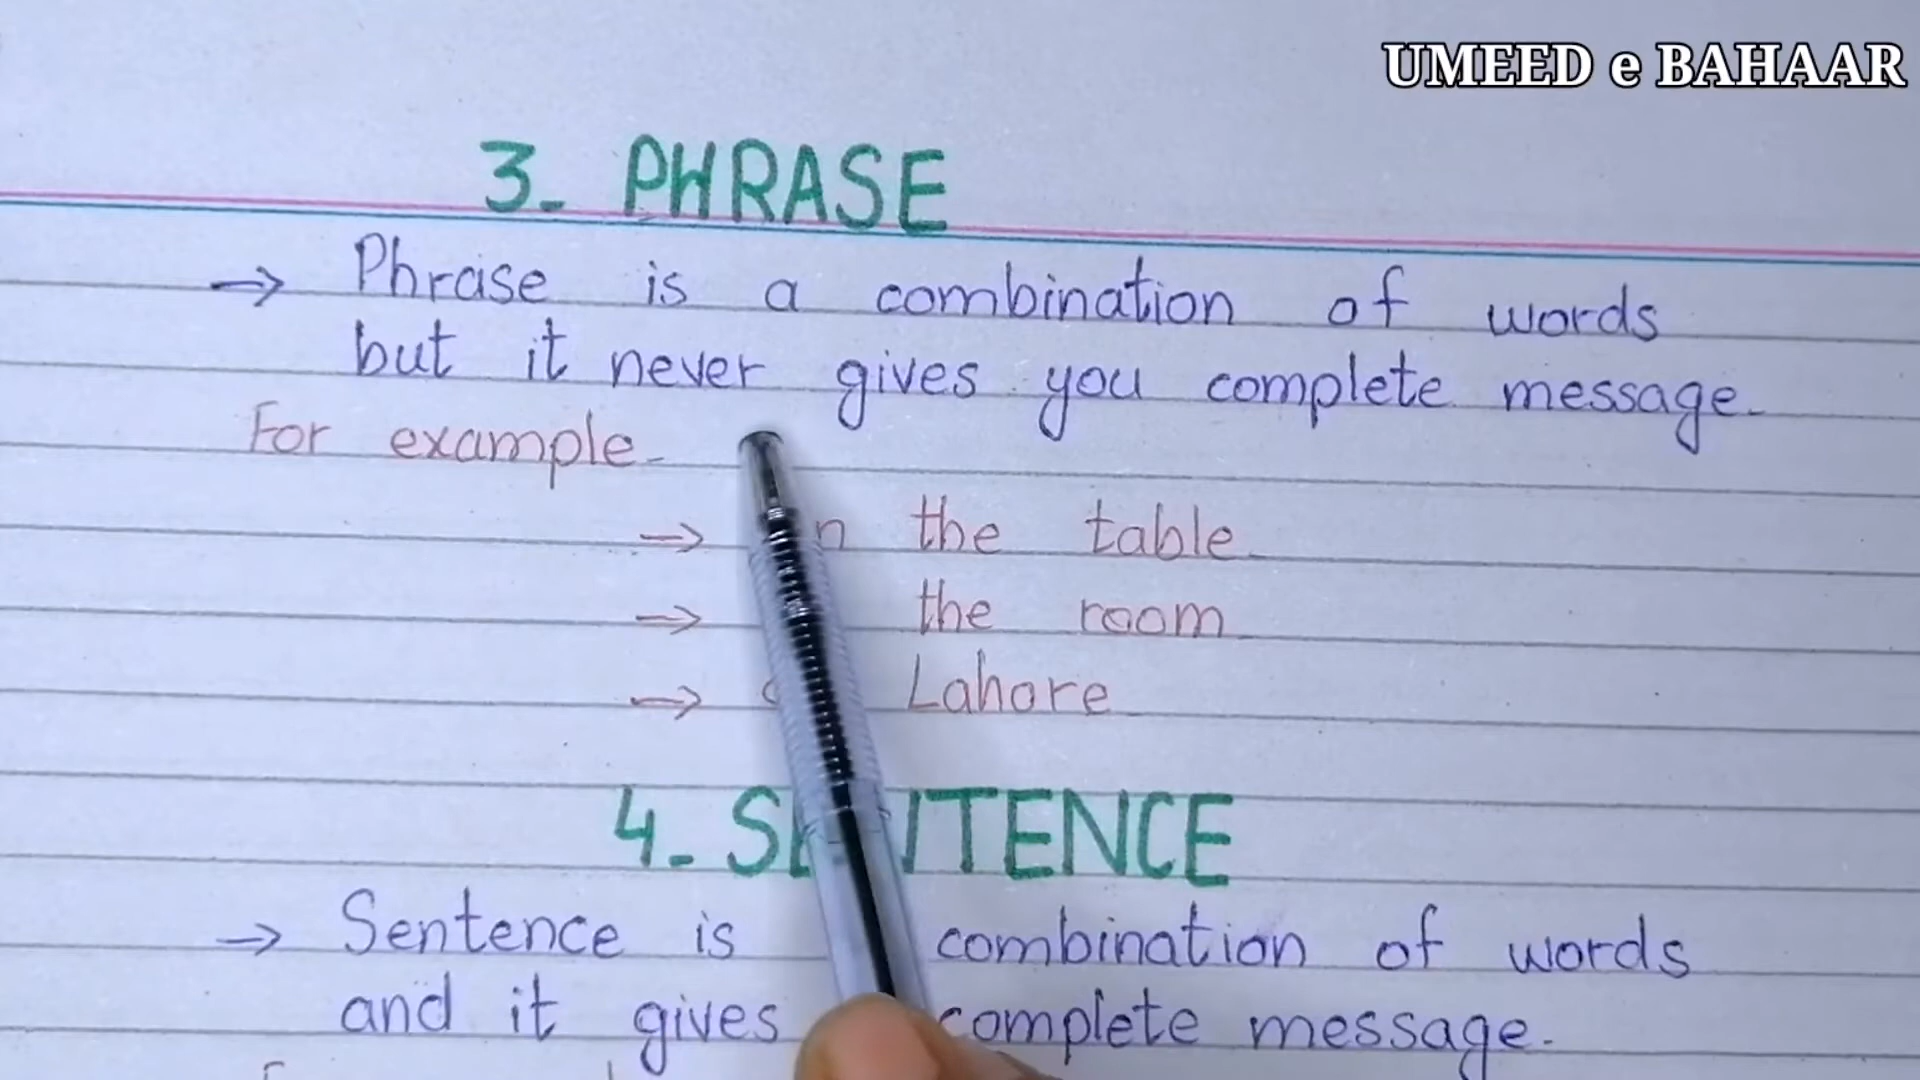 UMEED e BAHAAR
3- PHRASE
→ Phrase is a combination of words
but it never gives you complete message.
For example-
→ the table
→ the room
→ Lahore
4- SENTENCE
→ Sentence is combination of words
and it gives complete message.